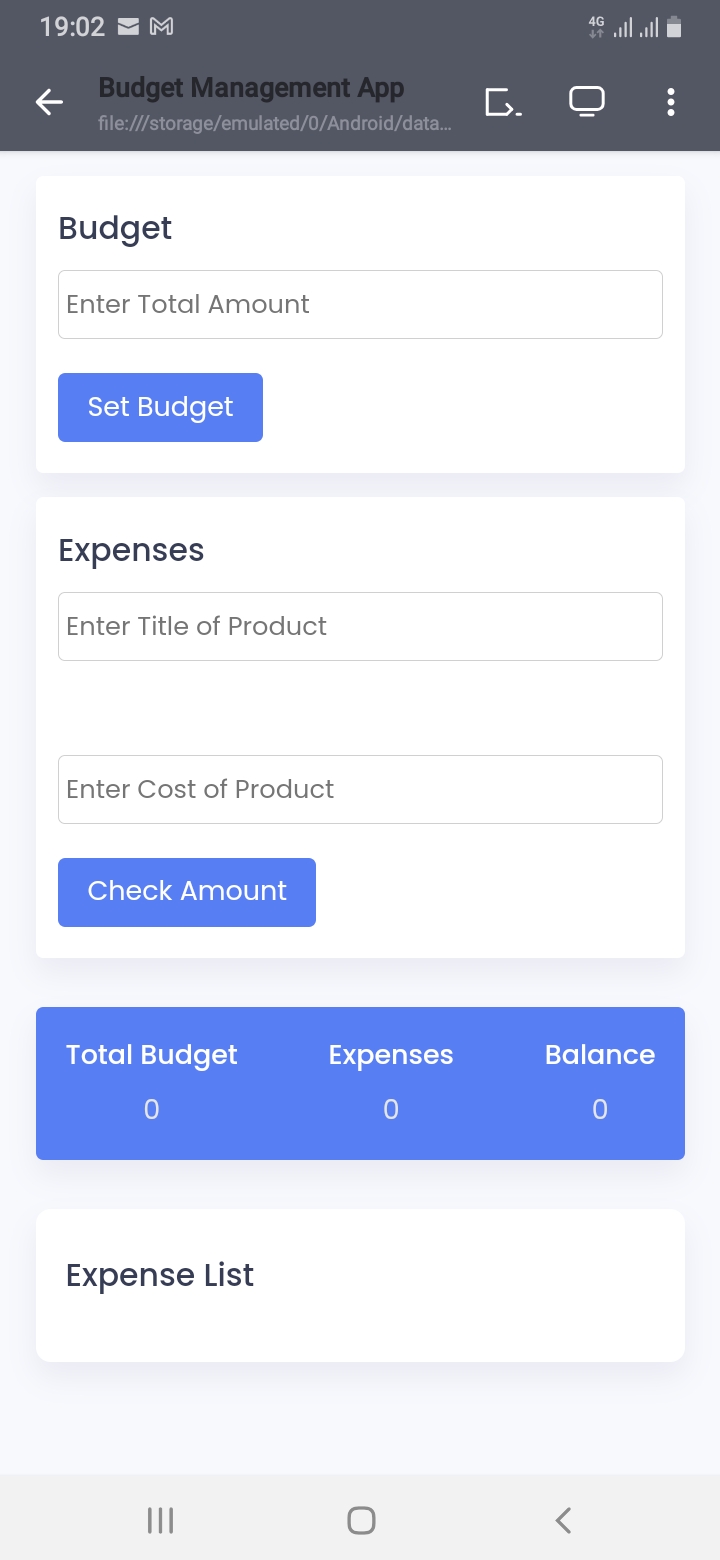 19:02
4G
Budget Management App
file:///storage/emulated/0/Android/data...
Budget
Enter Total Amount
Set Budget
Expenses
Enter Title of Product
Enter Cost of Product
Check Amount
Total Budget Expenses Balance
0 0 0
Expense List